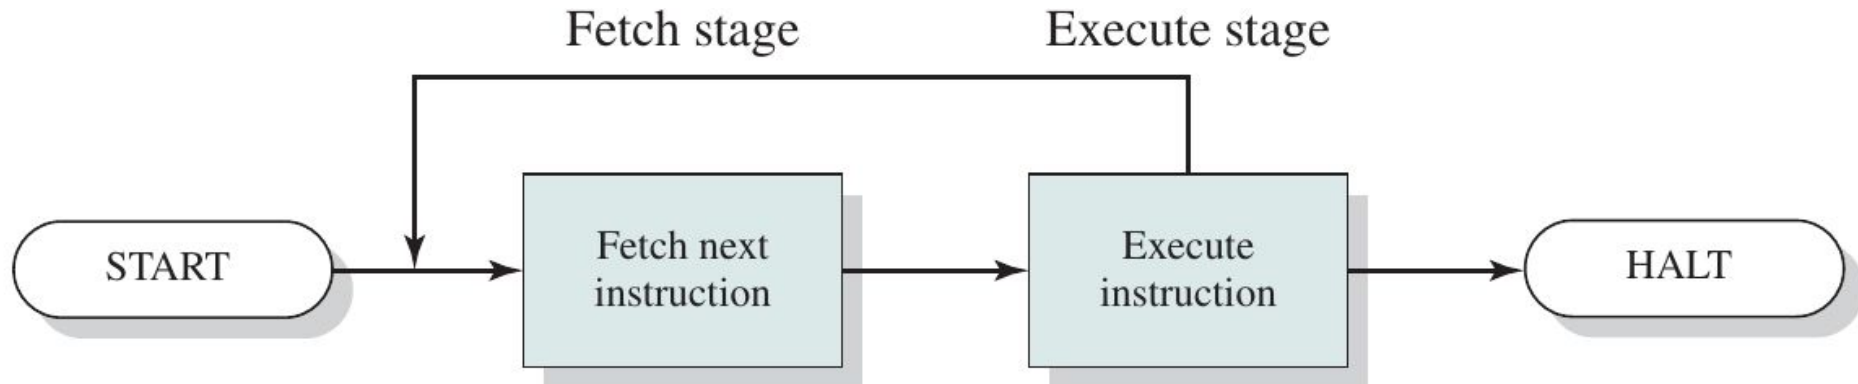 Fetch stage
Execute stage
START
Fetch next
instruction
Execute
instruction
HALT